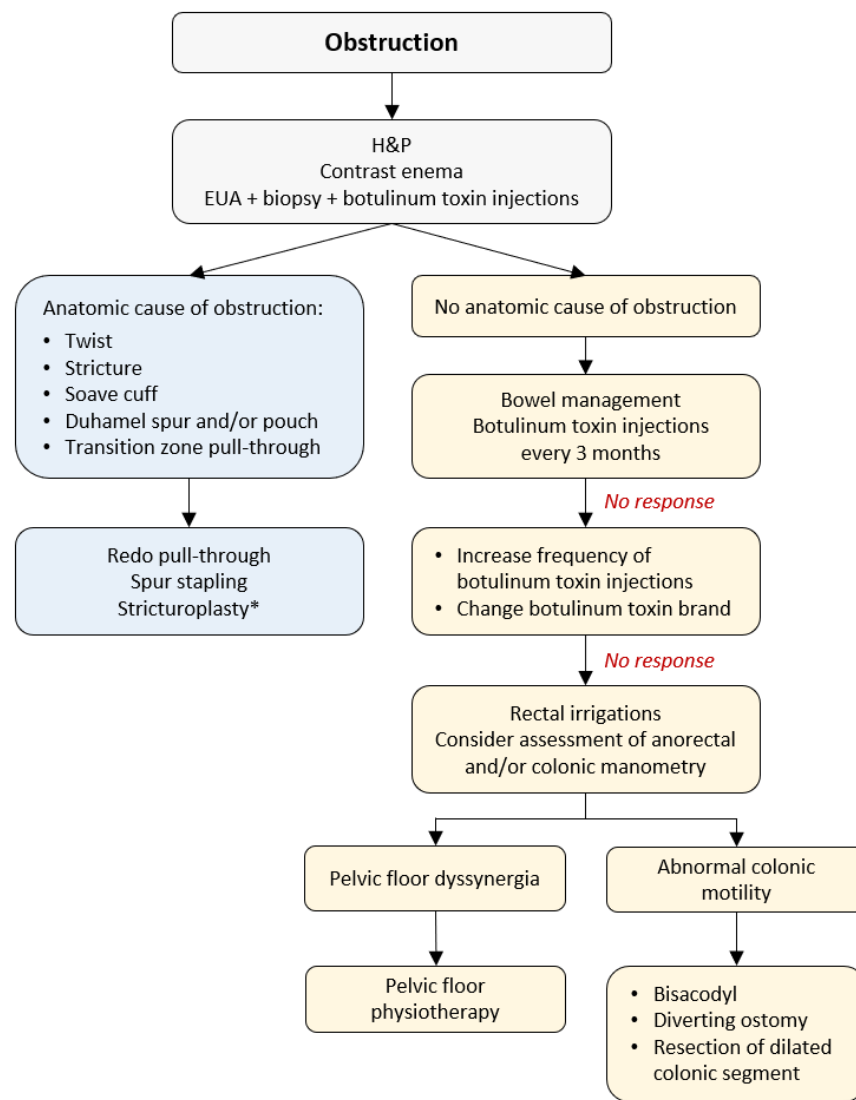 Obstruction
H&P
Contrast enema
EUA + biopsy + botulinum toxin injections
Anatomic cause of obstruction:
• Twist
• Stricture
• Soave cuff
• Duhamel spur and/or pouch
• Transition zone pull-through
Redo pull-through
Spur stapling
Stricturoplasty*
No anatomic cause of obstruction
Bowel management
Botulinum toxin injections
every 3 months
No response
• Increase frequency of
botulinum toxin injections
• Change botulinum toxin brand
No response
Rectal irrigations
Consider assessment of anorectal
and/or colonic manometry
Pelvic floor dyssynergia
Pelvic floor
physiotherapy
Abnormal colonic
motility
• Bisacodyl
• Diverting ostomy
• Resection of dilated
colonic segment